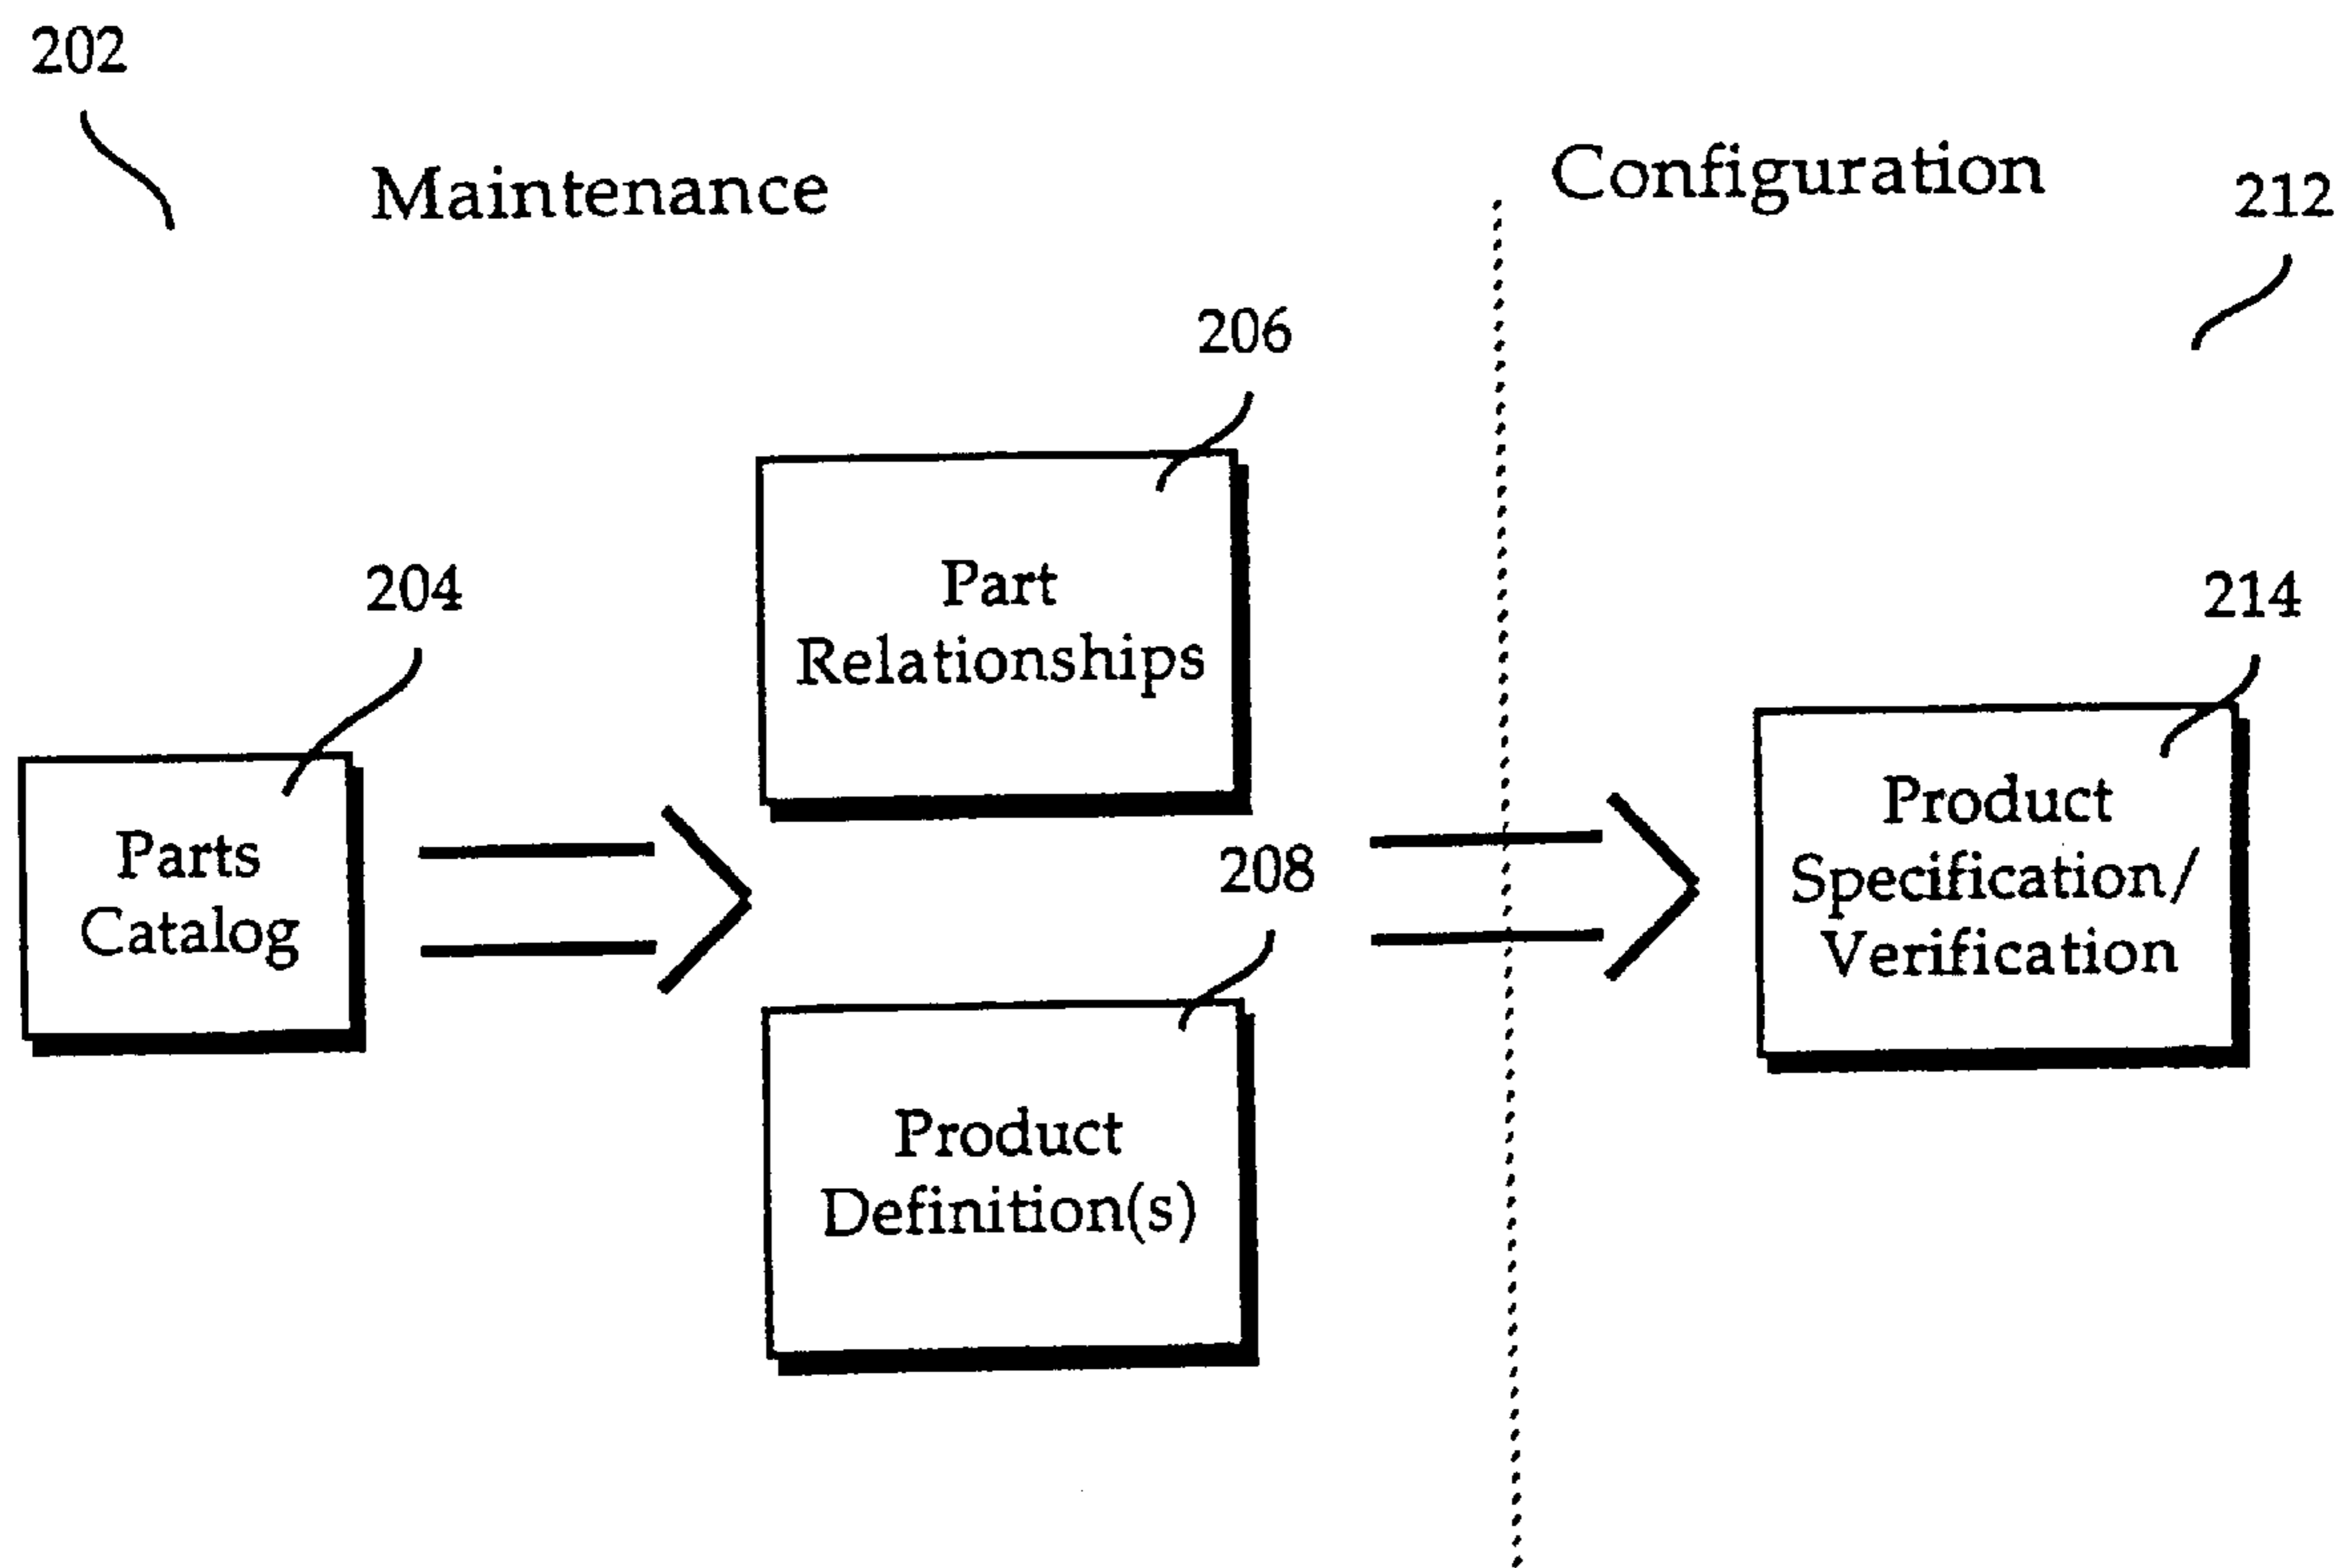 202
Maintenance
Configuration
212
206
Part
Relationships
204
Parts
Catalog
208
Product
Definition(s)
214
Product
Specification/
Verification